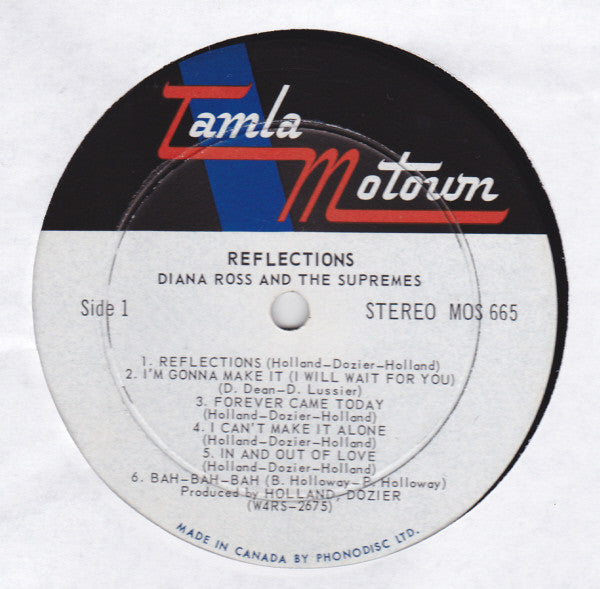 Tamla
Motown
REFLECTIONS
DIANA ROSS AND THE SUPREMES
Side 1
STEREO MOS 665
1. REFLECTIONS (Holland-Dozier-Holland)
2. I'M GONNA MAKE IT (I WILL WAIT FOR YOU)
(D. Dean-D. Lussier)
3. FOREVER CAME TODAY
(Holland-Dozier-Holland)
4. I CAN'T MAKE IT ALONE
(Holland-Dozier-Holland)
5. IN AND OUT OF LOVE
(Holland-Dozier-Holland)
6. BAH-BAH-BAH (B. Holloway-P. Holloway)
Produced by HOLLAND, DOZIER
(W4RS-2675)
MADE IN CANADA BY PHONODISC LTD.